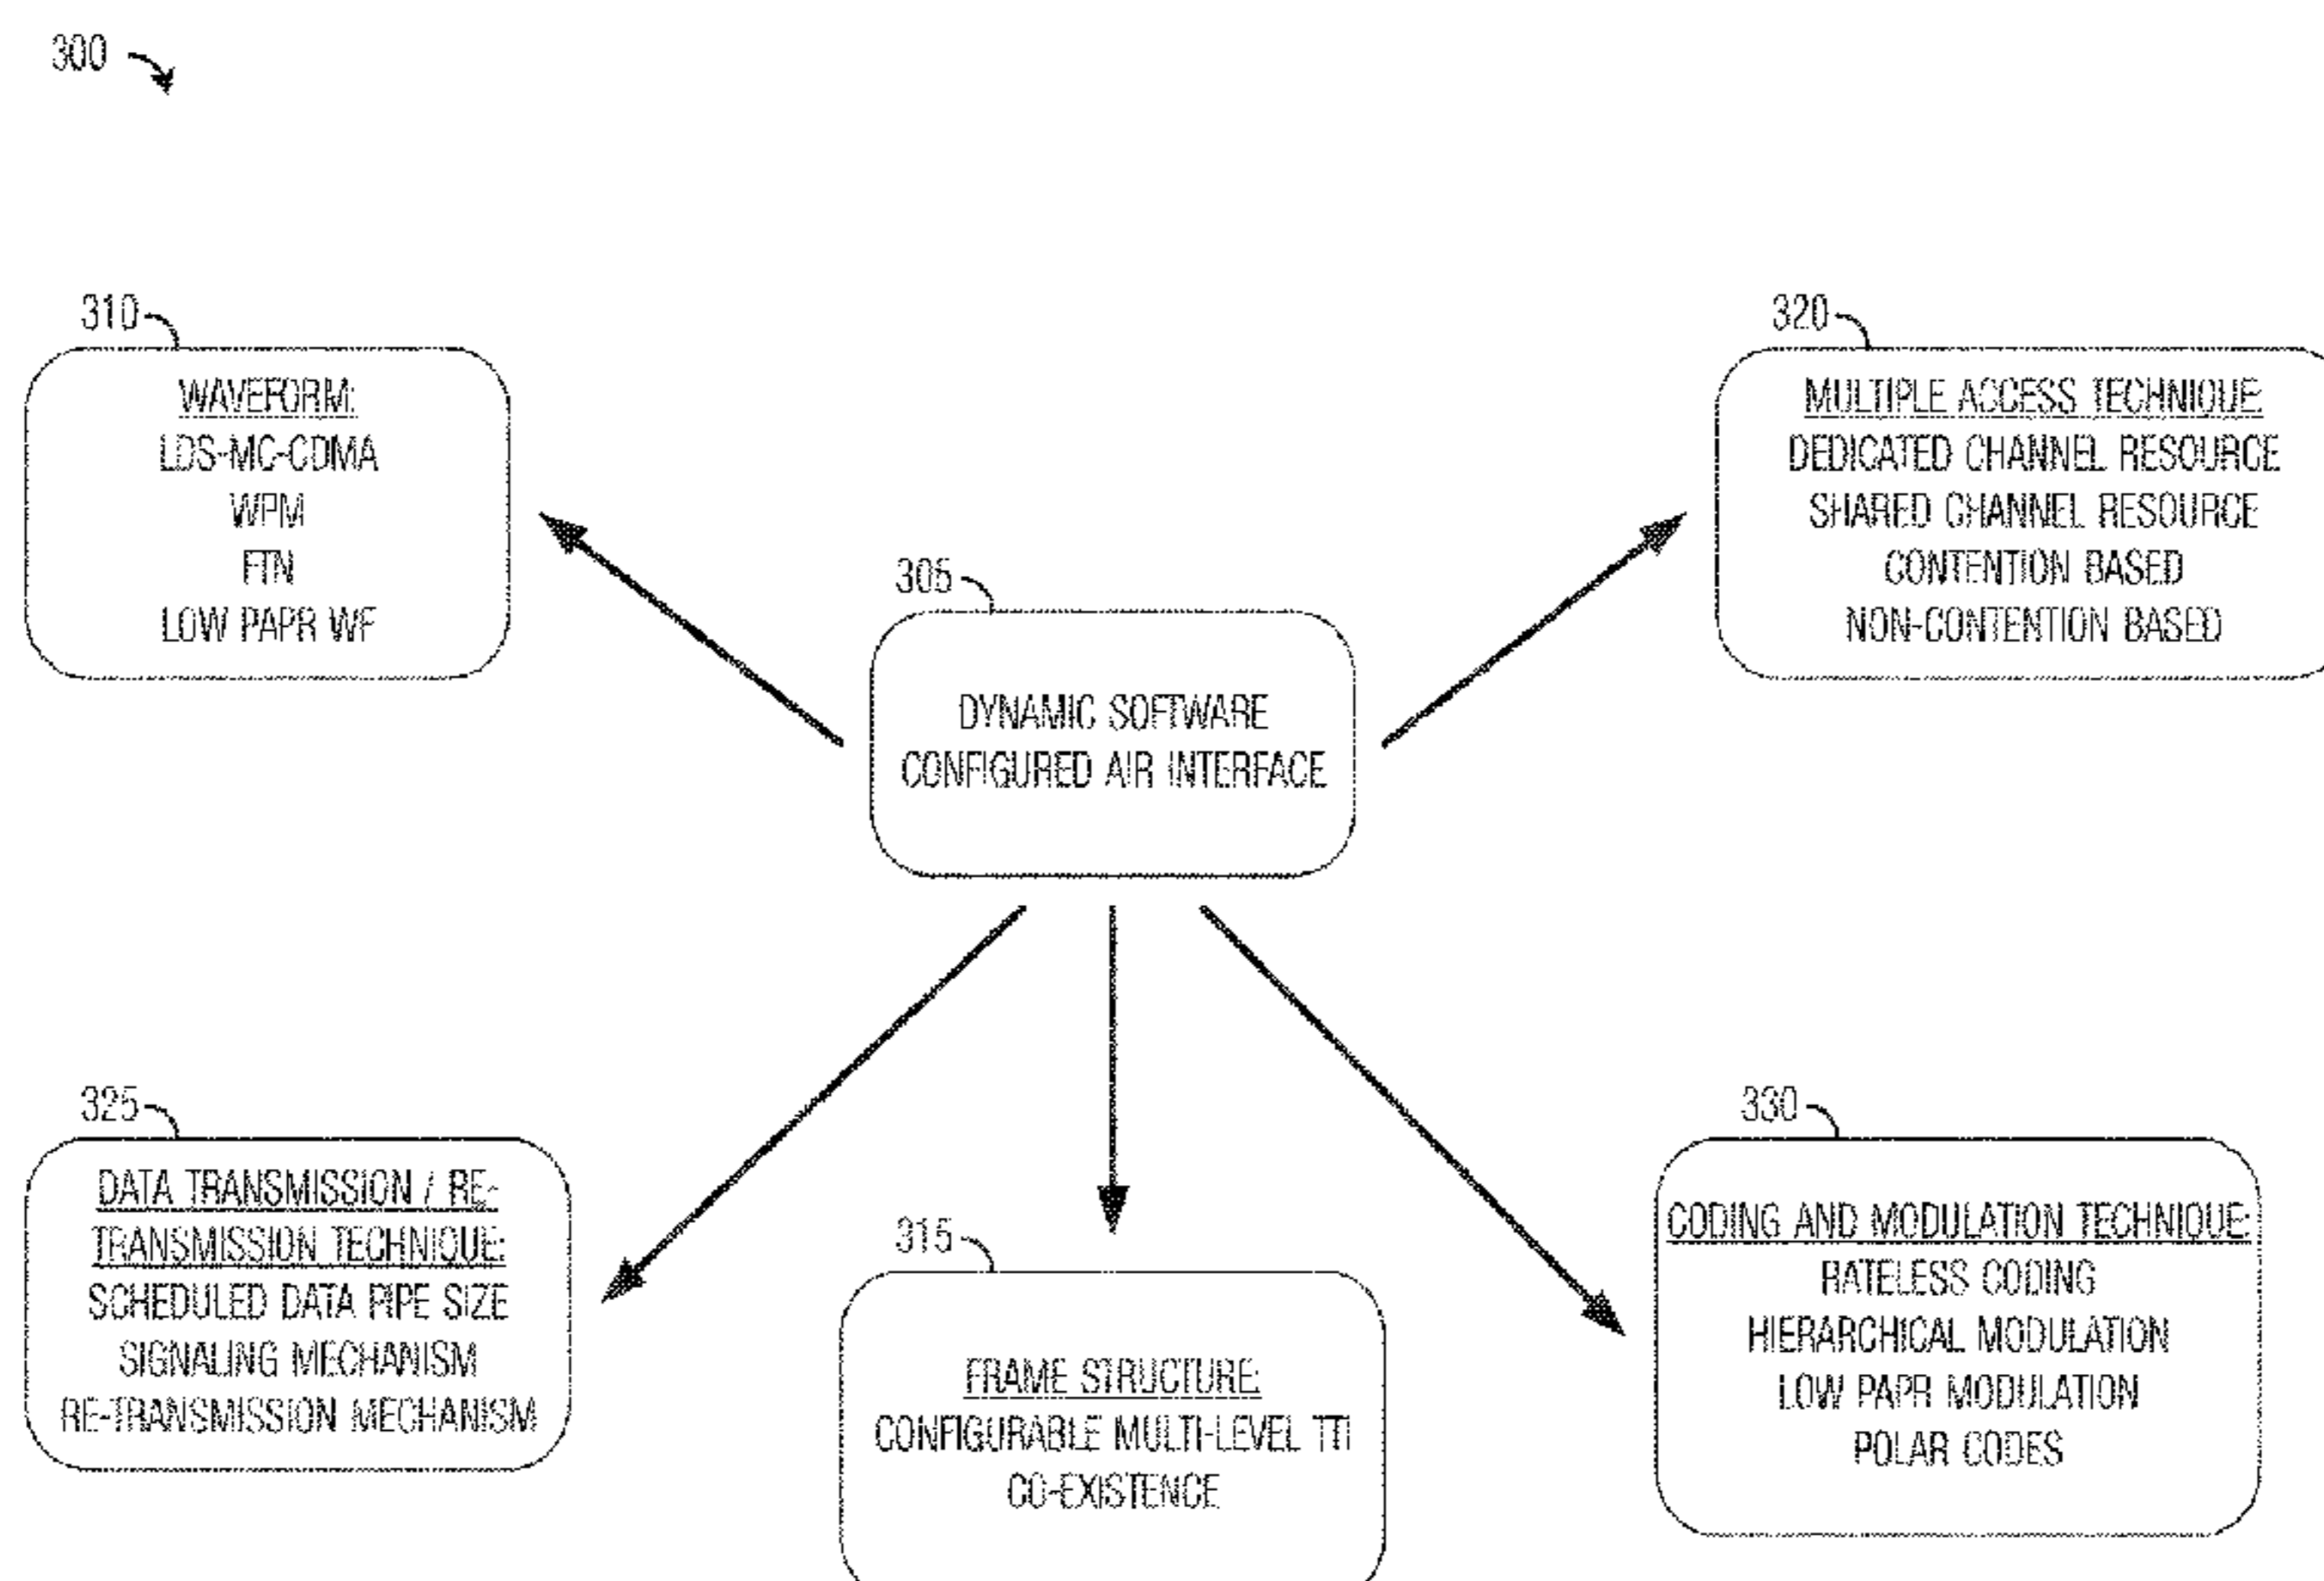 300
310
WAVEFORM:
LDS-MC-CDMA
WPM
FTN
LOW PAPR WF
320
MULTIPLE ACCESS TECHNIQUE:
DEDICATED CHANNEL RESOURCE
SHARED CHANNEL RESOURCE
CONTENTION BASED
NON-CONTENTION BASED
305
DYNAMIC SOFTWARE
CONFIGURED AIR INTERFACE
325
DATA TRANSMISSION / RE-
TRANSMISSION TECHNIQUE:
SCHEDULED DATA PIPE SIZE
SIGNALING MECHANISM
RE-TRANSMISSION MECHANISM
315
FRAME STRUCTURE:
CONFIGURABLE MULTI-LEVEL TTI
CO-EXISTENCE
330
CODING AND MODULATION TECHNIQUE:
RATELESS CODING
HIERARCHICAL MODULATION
LOW PAPR MODULATION
POLAR CODES